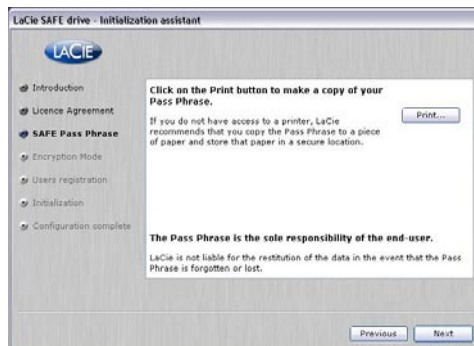 LaCie SAFE drive - Initialization assistant
LACIE
Introduction
Licence Agreement
SAFE Pass Phrase
Encryption Mode
Users registration
Initialization
Configuration complete
Click on the Print button to make a copy of your
Pass Phrase.
Print...
If you do not have access to a printer, LaCie
recommends that you copy the Pass Phrase to a piece
of paper and store that paper in a secure location.
The Pass Phrase is the sole responsibility of the end-user.
LaCie is not liable for the restitution of the data in the event that the Pass
Phrase is forgotten or lost.
Previous
Next